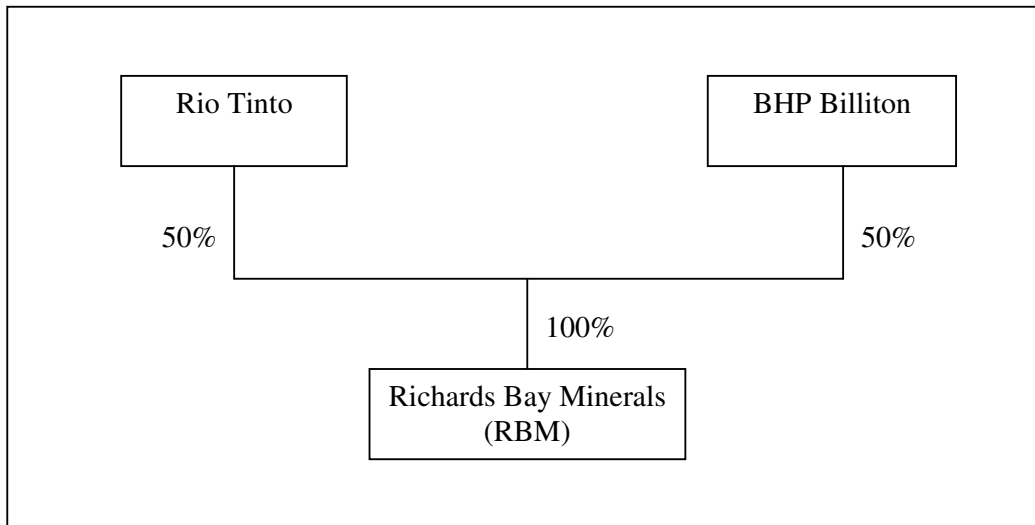 Rio Tinto
BHP Billiton
50%
50%
100%
Richards Bay Minerals
(RBM)